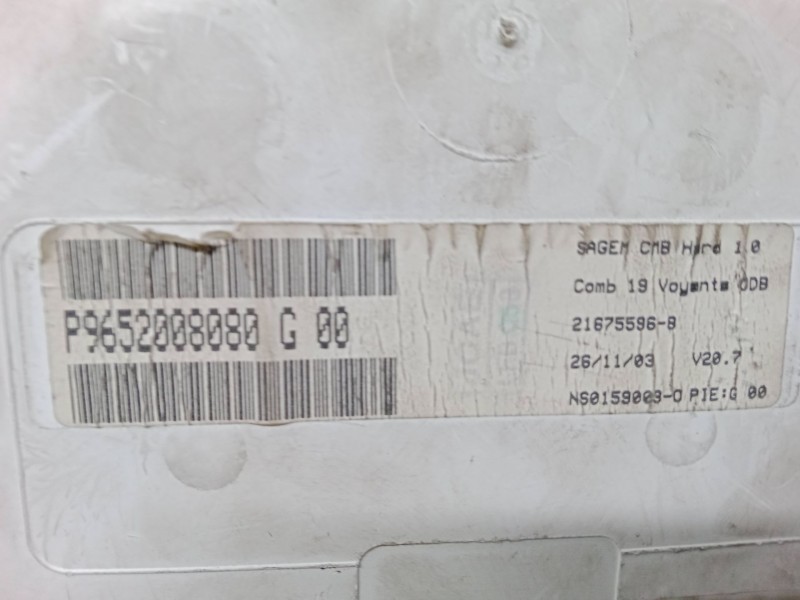 P9652008080 G 00
SAGEM CMB Hard 1.0
Comb 19 Voyants ODB
21675596-8
26/11/03 V20.7
NS0159003-0 PIE:G 00